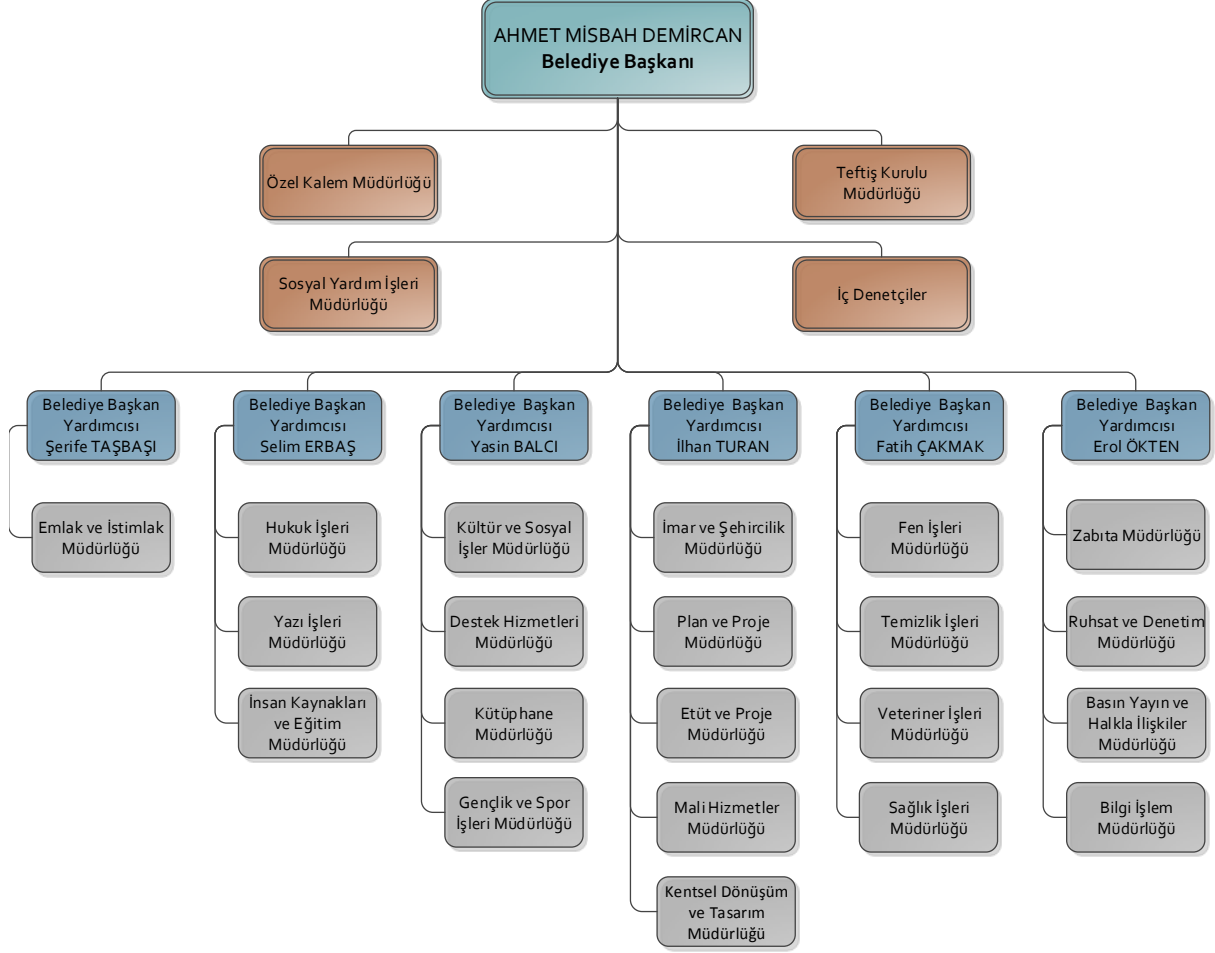 AHMET MİSBAH DEMİRCAN
Belediye Başkanı
Özel Kalem Müdürlüğü
Teftiş Kurulu
Müdürlüğü
Sosyal Yardım İşleri
Müdürlüğü
İç Denetçiler
Belediye Başkan
Yardımcısı
Şerife TAŞBAŞI
Emlak ve İstimlak
Müdürlüğü
Belediye Başkan
Yardımcısı
Selim ERBAŞ
Hukuk İşleri
Müdürlüğü
Yazı İşleri
Müdürlüğü
İnsan Kaynakları
ve Eğitim
Müdürlüğü
Belediye Başkan
Yardımcısı
Yasin BALCI
Kültür ve Sosyal
İşler Müdürlüğü
Destek Hizmetleri
Müdürlüğü
Kütüphane
Müdürlüğü
Gençlik ve Spor
İşleri Müdürlüğü
Belediye Başkan
Yardımcısı
İlhan TURAN
İmar ve Şehircilik
Müdürlüğü
Plan ve Proje
Müdürlüğü
Etüt ve Proje
Müdürlüğü
Mali Hizmetler
Müdürlüğü
Kentsel Dönüşüm
ve Tasarım
Müdürlüğü
Belediye Başkan
Yardımcısı
Fatih ÇAKMAK
Fen İşleri
Müdürlüğü
Temizlik İşleri
Müdürlüğü
Veteriner İşleri
Müdürlüğü
Sağlık İşleri
Müdürlüğü
Belediye Başkan
Yardımcısı
Erol ÖKTEN
Zabıta Müdürlüğü
Ruhsat ve Denetim
Müdürlüğü
Basın Yayın ve
Halkla İlişkiler
Müdürlüğü
Bilgi İşlem
Müdürlüğü